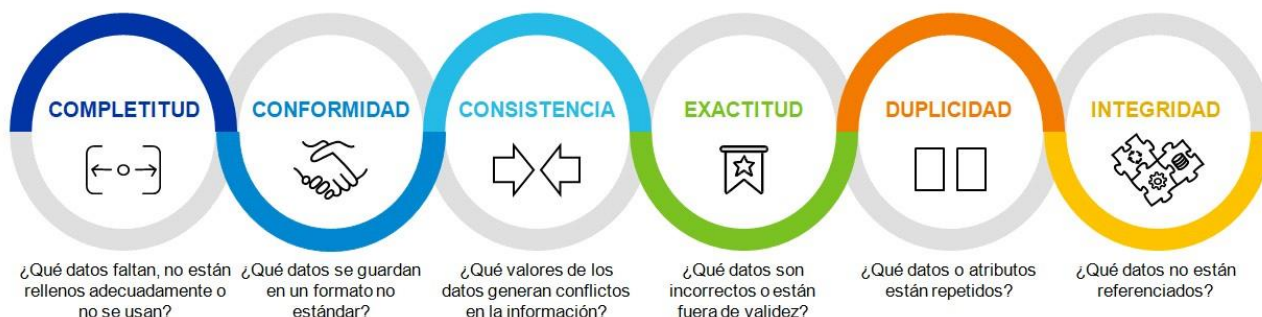 COMPLETITUD
¿Qué datos faltan, no están
rellenos adecuadamente o
no se usan?
CONFORMIDAD
¿Qué datos se guardan
en un formato no
estándar?
CONSISTENCIA
¿Qué valores de los
datos generan conflictos
en la información?
EXACTITUD
¿Qué datos son
incorrectos o están
fuera de validez?
DUPLICIDAD
¿Qué datos o atributos
están repetidos?
INTEGRIDAD
¿Qué datos no están
referenciados?